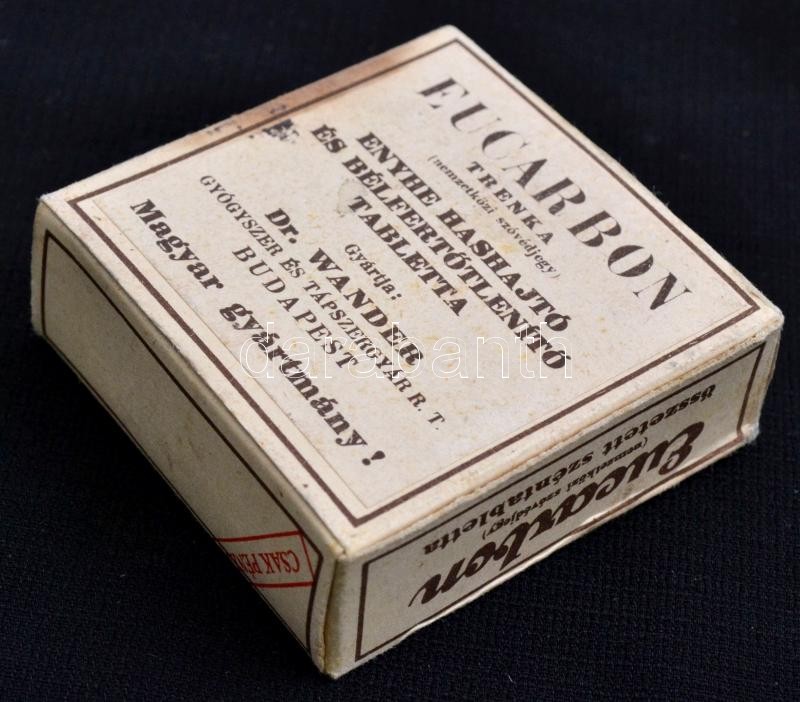 EUCARBON
TRENKA
(nemzetközi szóvédjegy)
ENYHE HASHAJTÓ
ÉS BÉLFERTŐTLENÍTŐ
TABLETTA
Gyártja:
Dr. WANDER
GYÓGYSZER ÉS TÁPSZERGYÁR R. T.
BUDAPEST
Magyar gyártmány!
Eucarbon
(nemzetközi szóvédjegy)
összetett széntabletta
CSAK
darabanth